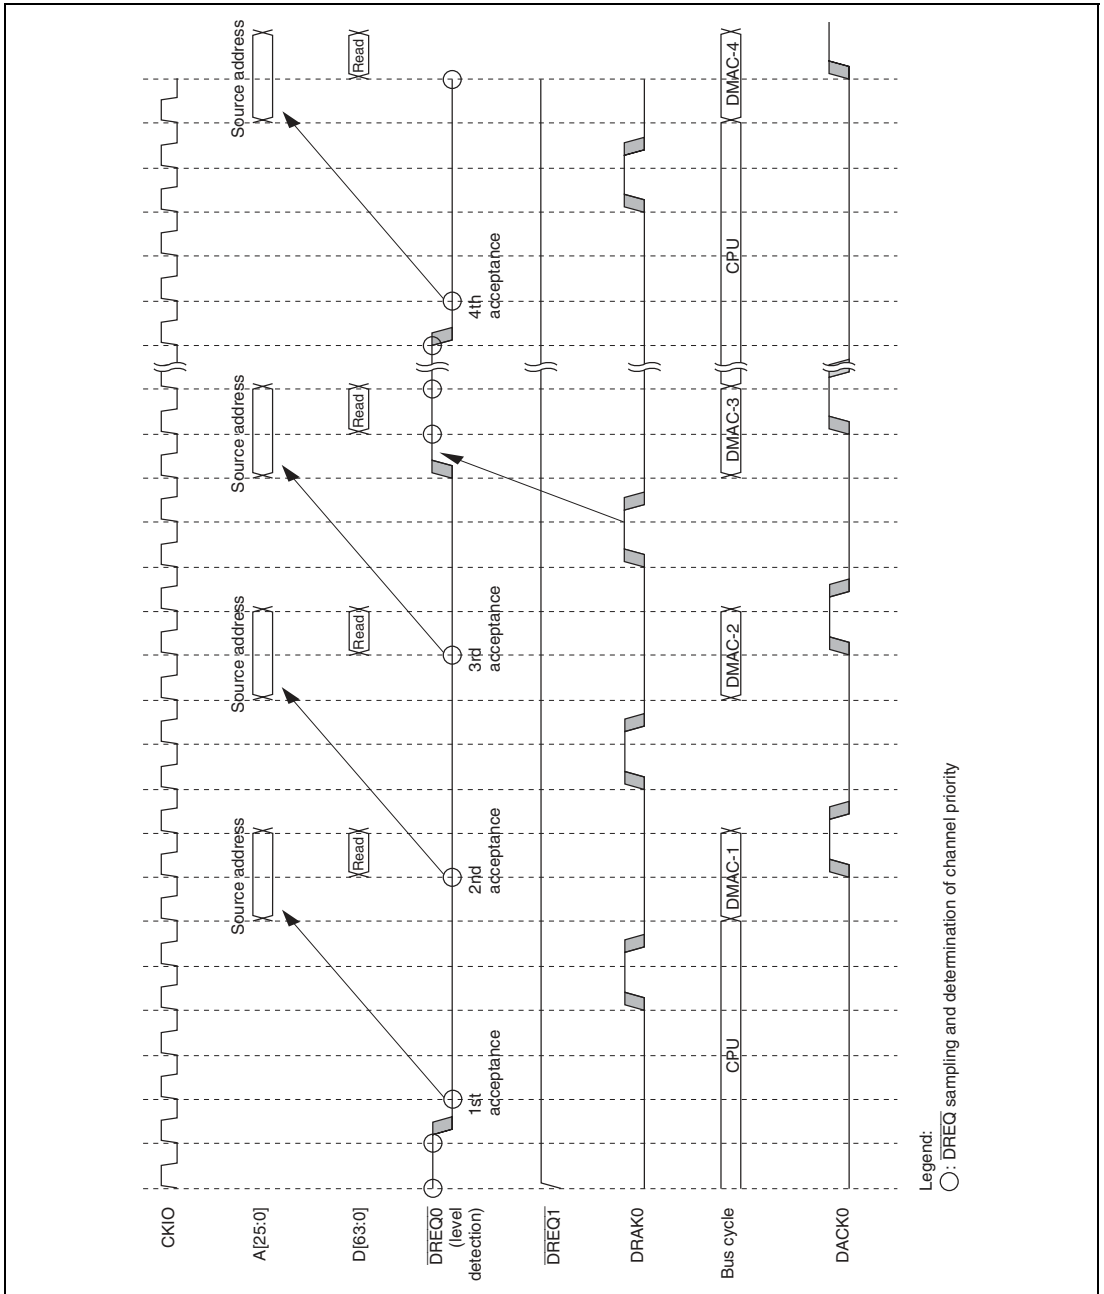 CKIO
A[25:0]
Source address
Source address
Source address
Source address
D[63:0]
Read
Read
Read
Read
DREQ0
(level
detection)
1st
acceptance
2nd
acceptance
3rd
acceptance
4th
acceptance
DREQ1
DRAK0
Bus cycle
CPU
DMAC-1
DMAC-2
DMAC-3
CPU
DMAC-4
DACK0
Legend:
: DREQ sampling and determination of channel priority